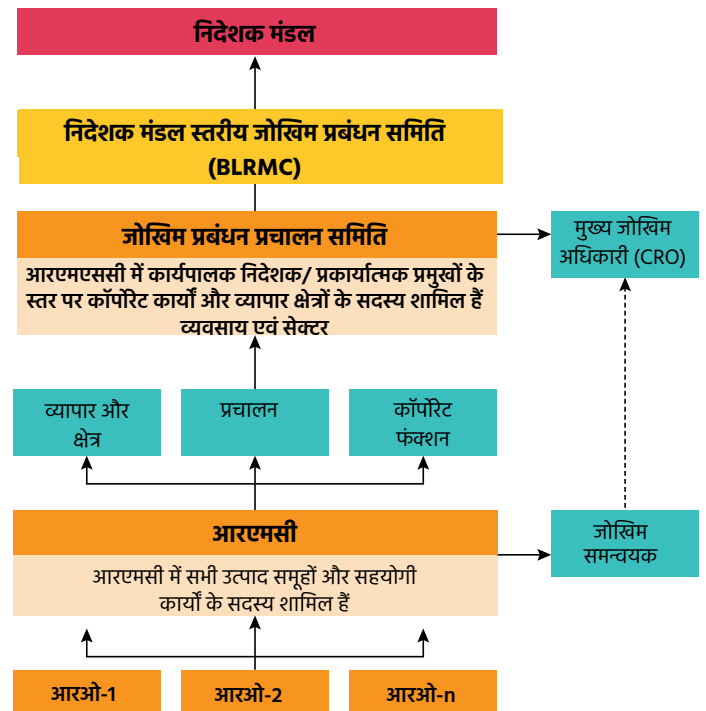 निदेशक मंडल
निदेशक मंडल स्तरीय जोखिम प्रबंधन समिति
(BLRMC)
जोखिम प्रबंधन प्रचालन समिति
आरएमएससी में कार्यपालक निदेशक/ प्रकार्यात्मक प्रमुखों के
स्तर पर कॉर्पोरेट कार्यों और व्यापार क्षेत्रों के सदस्य शामिल हैं
व्यवसाय एवं सेक्टर
मुख्य जोखिम
अधिकारी (CRO)
व्यापार और
क्षेत्र
प्रचालन
कॉर्पोरेट
फंक्शन
आरएमसी
आरएमसी में सभी उत्पाद समूहों और सहयोगी
कार्यों के सदस्य शामिल हैं
जोखिम
समन्वयक
आरओ-1
आरओ-2
आरओ-n